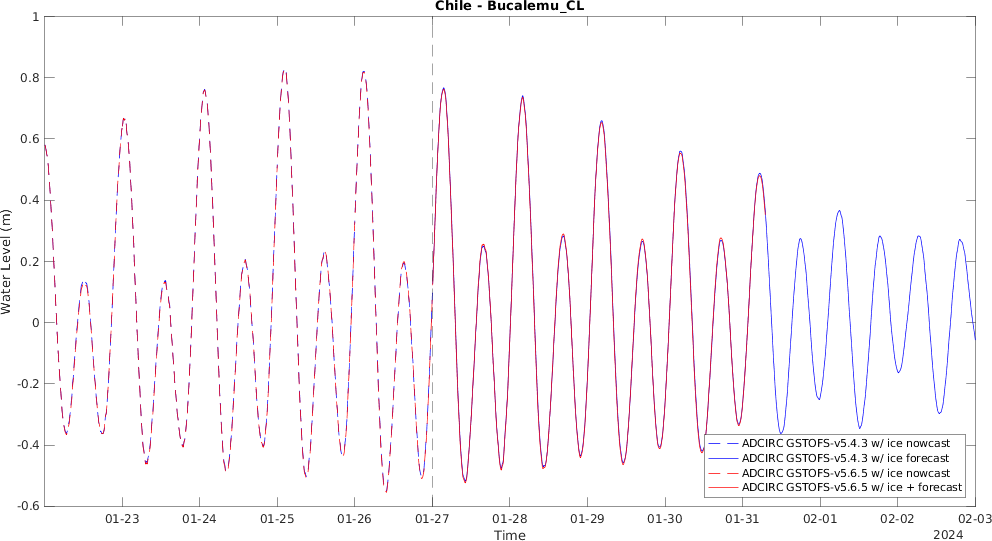 Chile - Bucalemu_CL
1
0.8
0.6
0.4
0.2
0
-0.2
-0.4
-0.6
Water Level (m)
ADCIRC GSTOFS-v5.4.3 w/ ice nowcast
ADCIRC GSTOFS-v5.4.3 w/ ice forecast
ADCIRC GSTOFS-v5.6.5 w/ ice nowcast
ADCIRC GSTOFS-v5.6.5 w/ ice + forecast
01-23 01-24 01-25 01-26 01-27 01-28 01-29 01-30 01-31 02-01 02-02 02-03
Time
2024